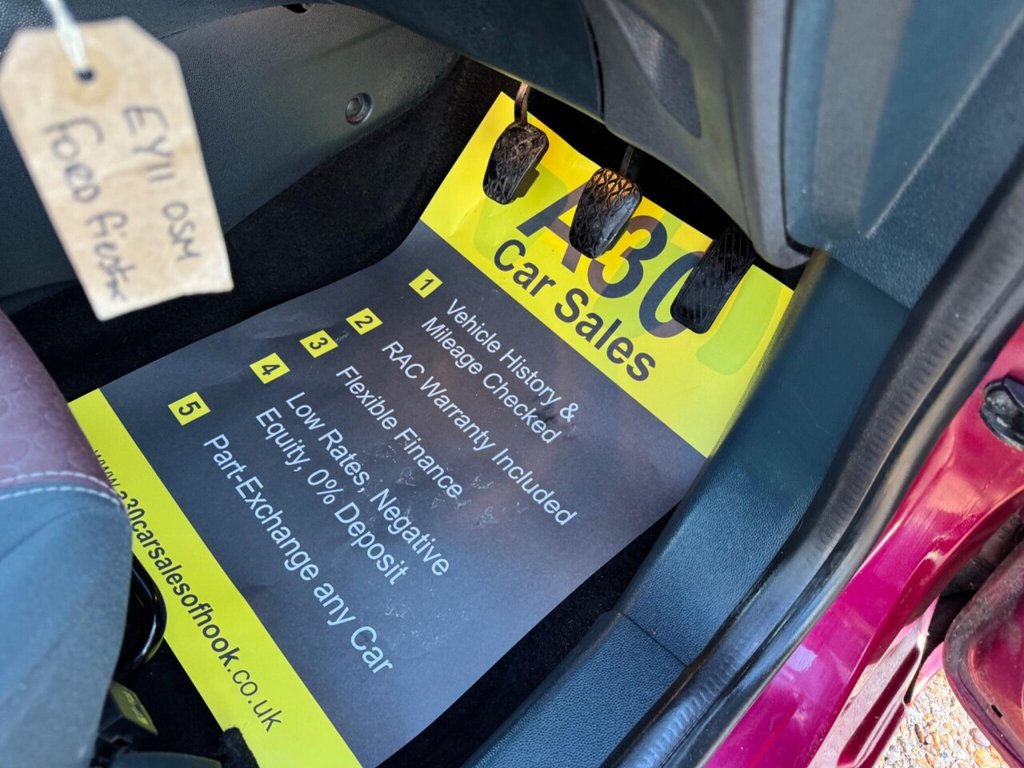 EY11 OSM
Ford fiesta
A30
Car Sales
1 Vehicle History &
Mileage Checked
2 RAC Warranty Included
3 Flexible Finance
4 Low Rates, Negative
Equity, 0% Deposit
5 Part-Exchange any Car
www.a30carsalesofhook.co.uk